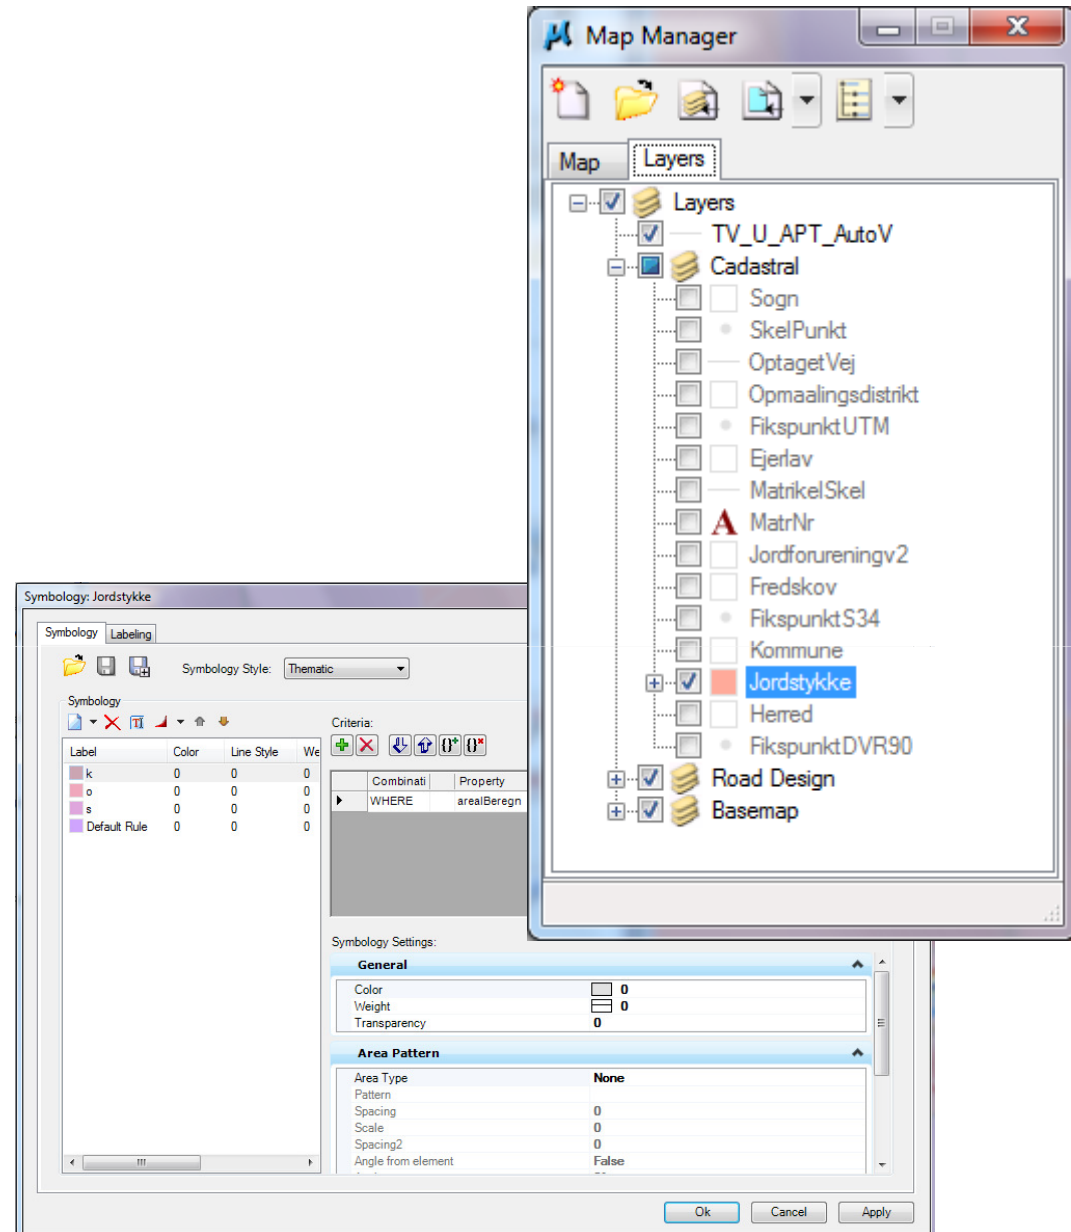 Map Manager
Map
Layers
Layers
TV_U_APT_AutoV
Cadastral
Sogn
SkelPunkt
OptagetVej
Opmaalingsdistrikt
FikspunktUTM
Ejerlav
MatrikelSkel
A MatrNr
Jordforureningv2
Fredskov
FikspunktS34
Kommune
Jordstykke
Herred
FikspunktDVR90
Road Design
Basemap
Symbology: Jordstykke
Symbology Labeling
Symbology Style: Thematic
Symbology
Criteria:
Label Color Line Style We
k 0 0 0
o 0 0 0
s 0 0 0
Default Rule 0 0 0
Combinati Property
WHERE arealBeregn
Symbology Settings:
General
Color 0
Weight 0
Transparency 0
Area Pattern
Area Type None
Pattern
Spacing 0
Scale 0
Spacing2 0
Angle from element False
Ok Cancel Apply